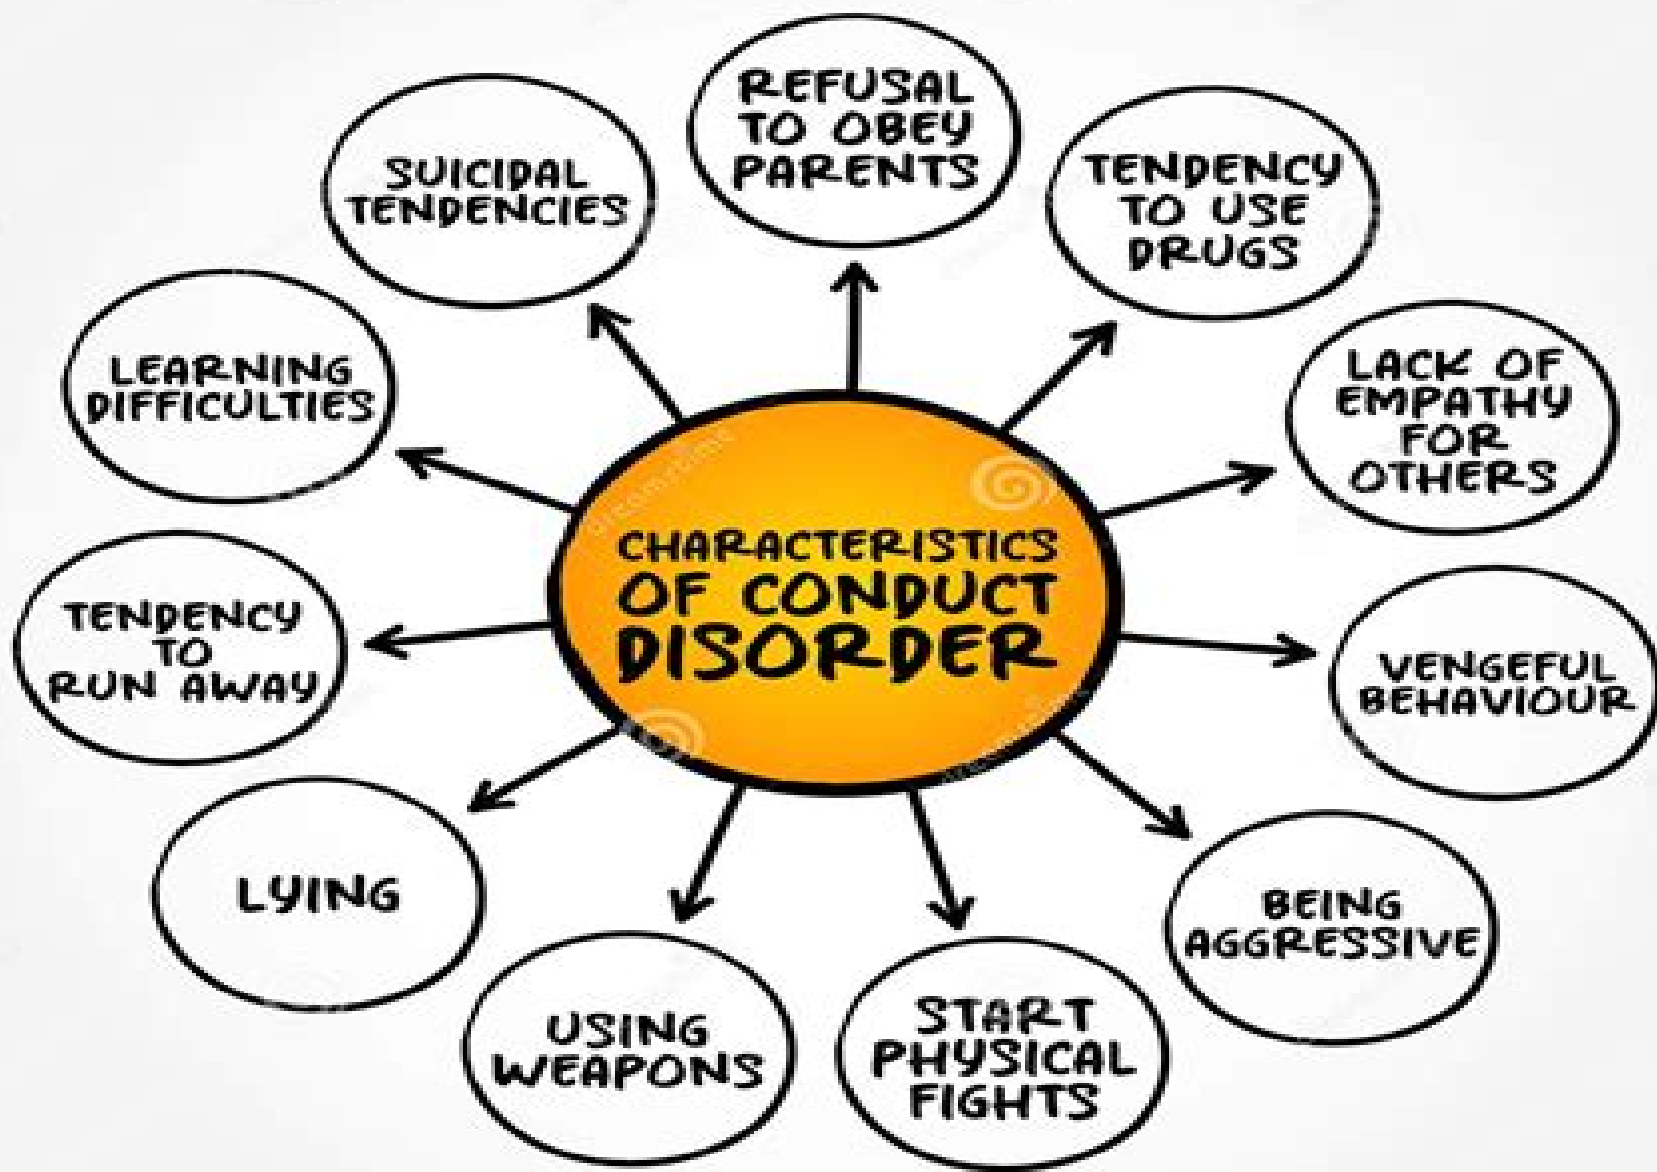 CHARACTERISTICS
OF CONDUCT
DISORDER
REFUSAL
TO OBEY
PARENTS
TENDENCY
TO USE
DRUGS
LACK OF
EMPATHY
FOR
OTHERS
VENGEFUL
BEHAVIOUR
BEING
AGGRESSIVE
START
PHYSICAL
FIGHTS
USING
WEAPONS
LYING
TENDENCY
TO
RUN AWAY
LEARNING
DIFFICULTIES
SUICIDAL
TENDENCIES
dreamstime